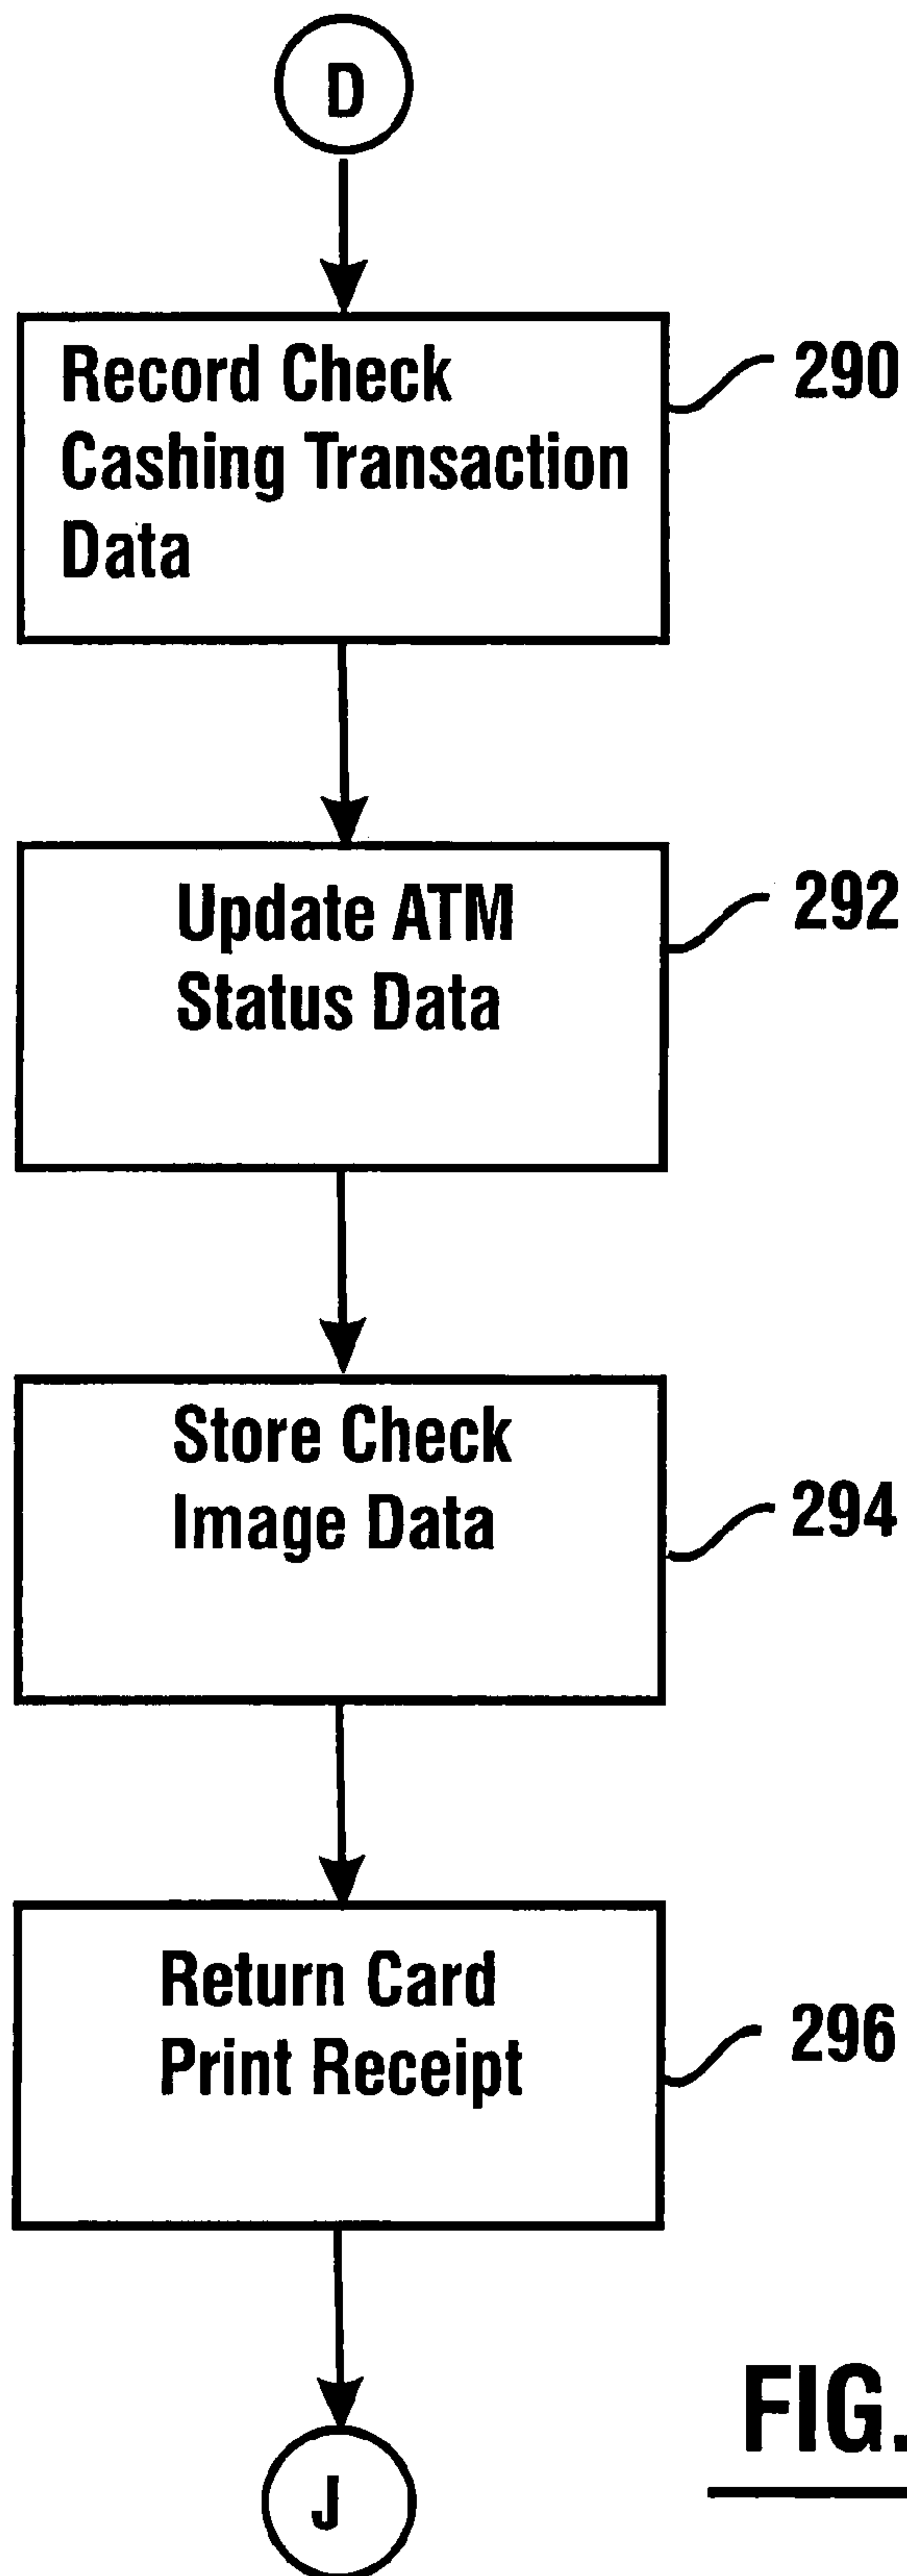 D
Record Check
Cashing Transaction
Data
290
Update ATM
Status Data
292
Store Check
Image Data
294
Return Card
Print Receipt
296
J
FIG.